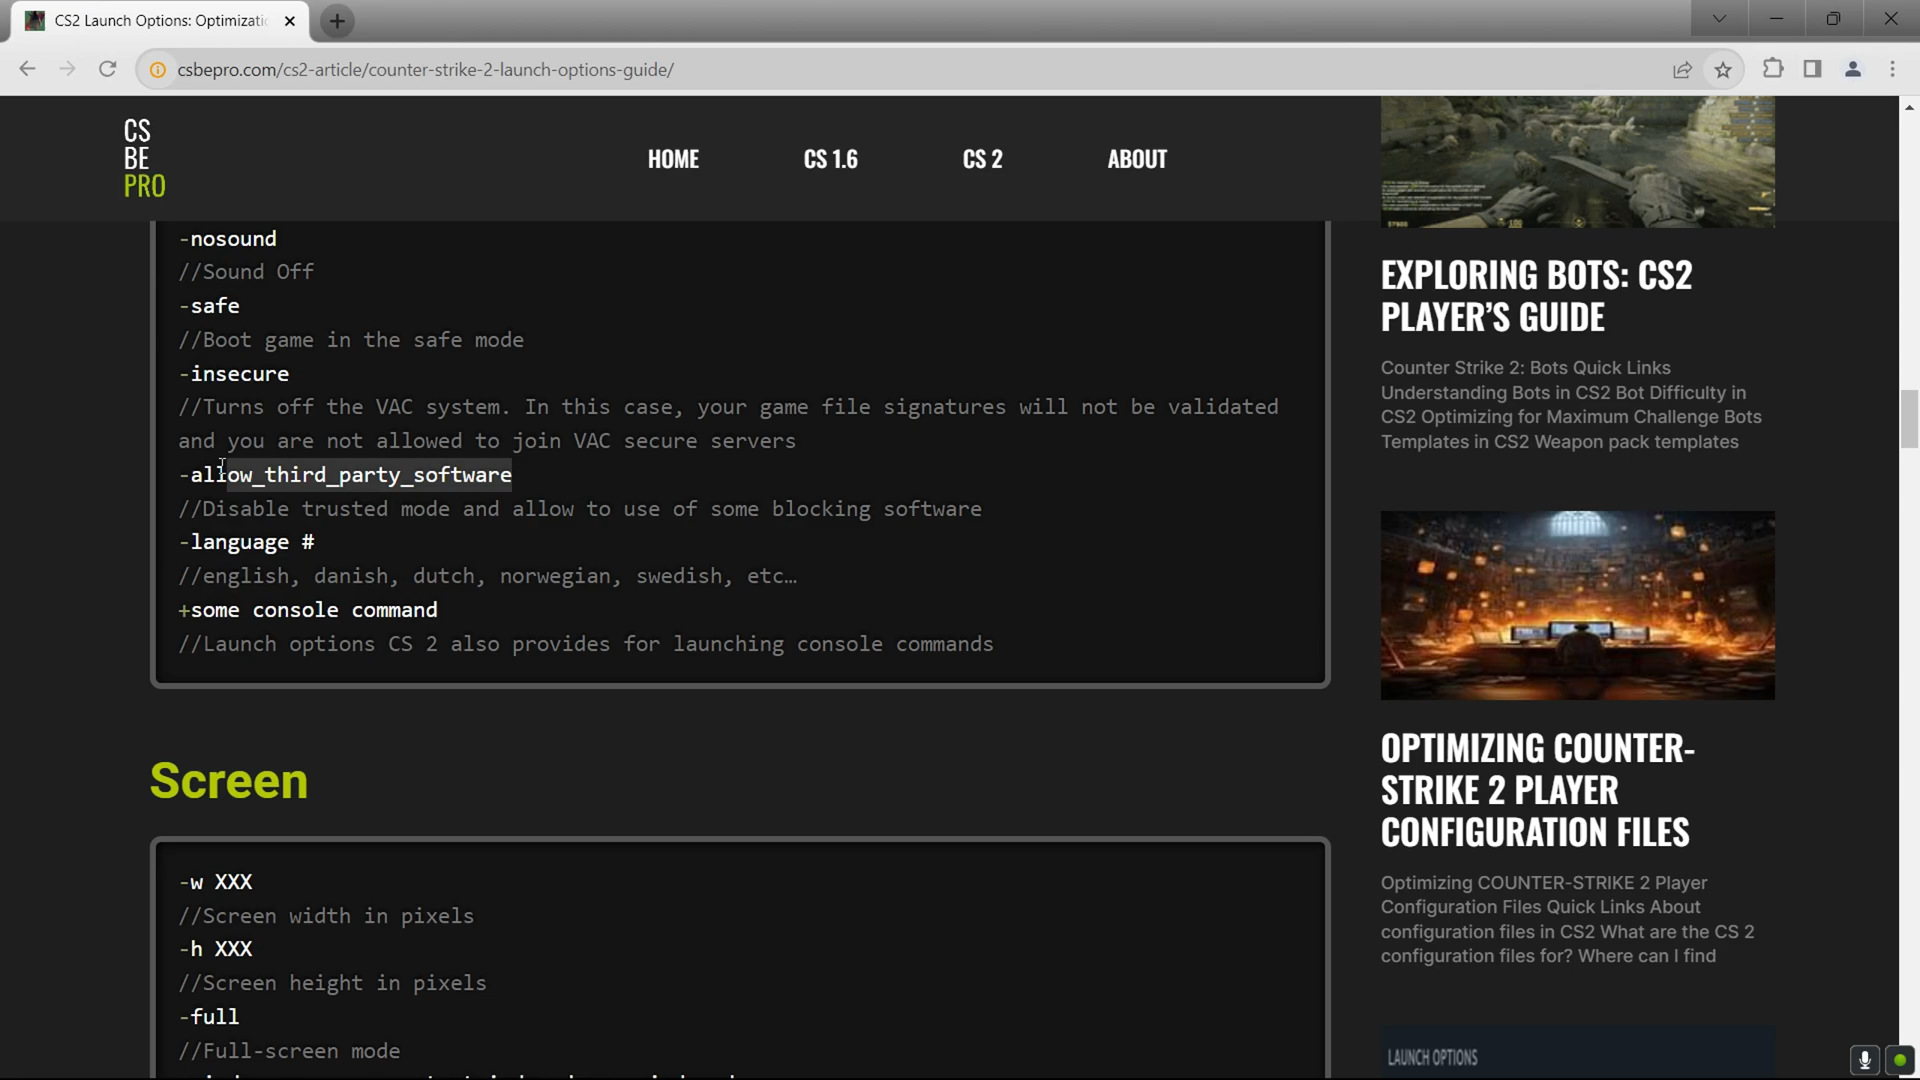 CS2 Launch Options: Optimizatio
csbepro.com/cs2-article/counter-strike-2-launch-options-guide/
CS
BE
PRO
HOME
CS 1.6
CS 2
ABOUT
-nosound
//Sound Off
-safe
//Boot game in the safe mode
-insecure
//Turns off the VAC system. In this case, your game file signatures will not be validated
and you are not allowed to join VAC secure servers
-allow_third_party_software
//Disable trusted mode and allow to use of some blocking software
-language #
//english, danish, dutch, norwegian, swedish, etc…
+some console command
//Launch options CS 2 also provides for launching console commands
Screen
-w XXX
//Screen width in pixels
-h XXX
//Screen height in pixels
-full
//Full-screen mode
EXPLORING BOTS: CS2
PLAYER’S GUIDE
Counter Strike 2: Bots Quick Links
Understanding Bots in CS2 Bot Difficulty in
CS2 Optimizing for Maximum Challenge Bots
Templates in CS2 Weapon pack templates
OPTIMIZING COUNTER-
STRIKE 2 PLAYER
CONFIGURATION FILES
Optimizing COUNTER-STRIKE 2 Player
Configuration Files Quick Links About
configuration files in CS2 What are the CS 2
configuration files for? Where can I find
LAUNCH OPTIONS